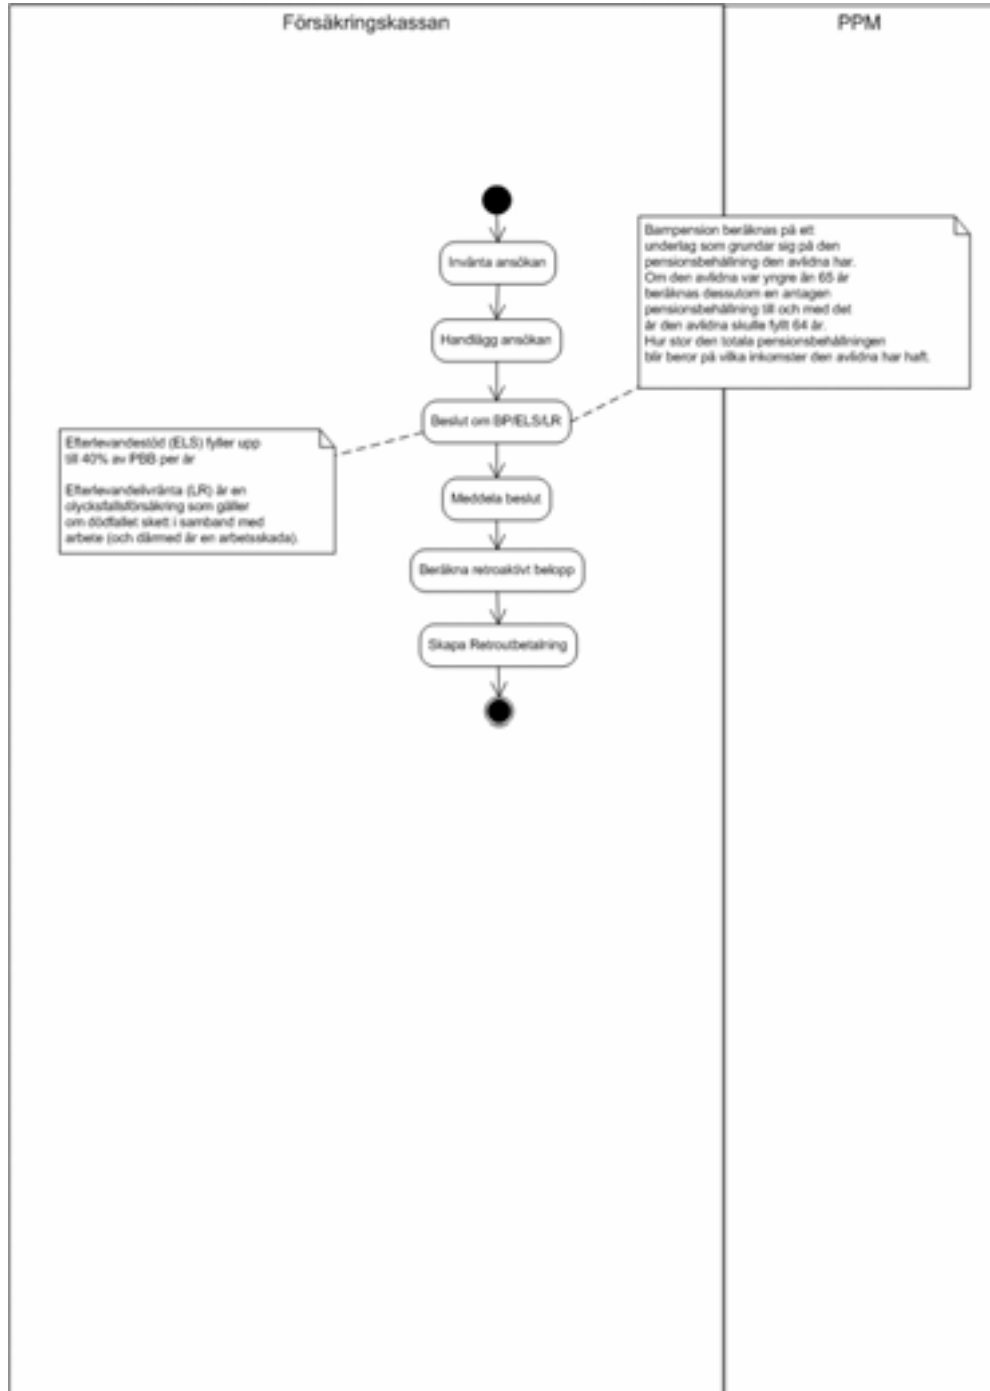 Försäkringskassan
PPM
Invänta ansökan
Barnpension beräknas på ett
underlag som grundar sig på den
pensionsbehållning den avlidna har.
Om den avlidna var yngre än 65 år
beräknas dessutom en antagen
pensionsbehållning till och med det
år den avlidna skulle fyllt 64 år.
Hur stor den totala pensionsbehållningen
blir beror på vilka inkomster den avlidna har haft.
Handlägg ansökan
Beslut om BP/ELS/LR
Efterlevandestöd (ELS) fyller upp
till 40% av PBB per år
Efterlevandelivränta (LR) är en
olycksfallsförsäkring som gäller
om dödfallet skett i samband med
arbete (och därmed är en arbetsskada).
Meddela beslut
Beräkna retroaktivt belopp
Skapa Retroutbetalning